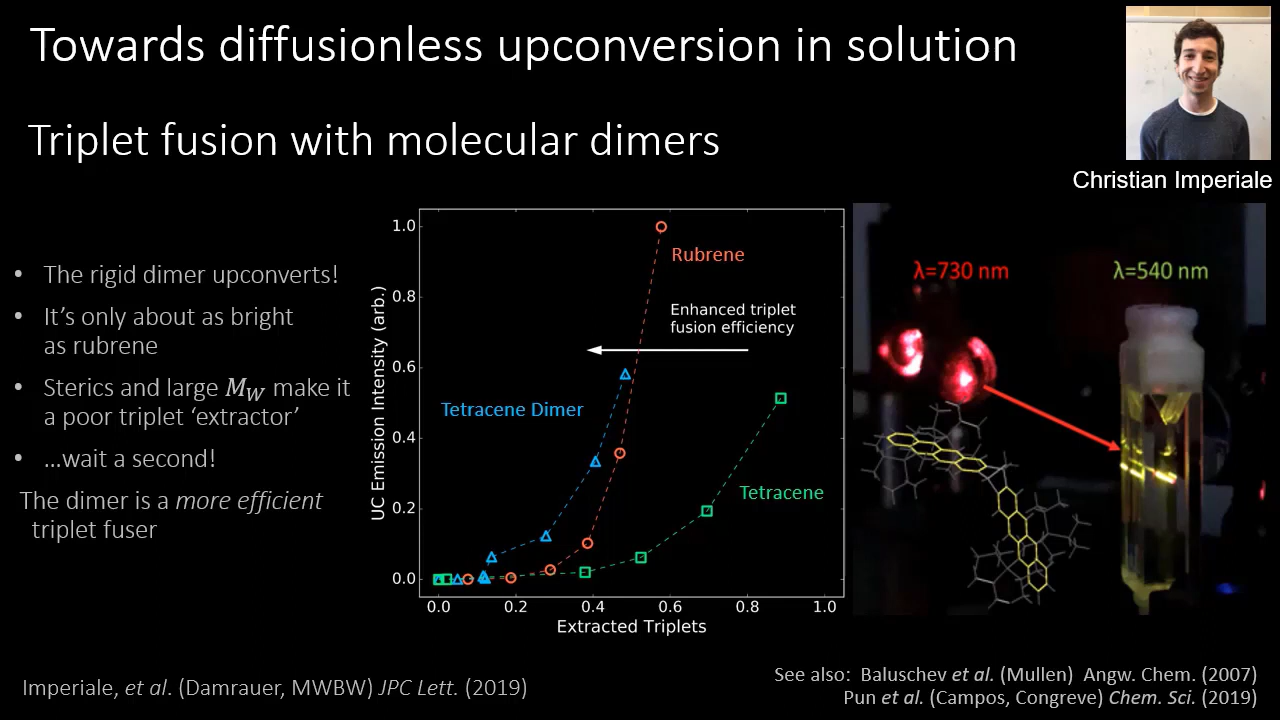 Towards diffusionless upconversion in solution
Triplet fusion with molecular dimers
Christian Imperiale
• The rigid dimer upconverts!
• It's only about as bright
as rubrene
• Sterics and large M_W make it
a poor triplet 'extractor'
• ...wait a second!
The dimer is a more efficient
triplet fuser
UC Emission Intensity (arb.)
1.0
0.8
0.6
0.4
0.2
0.0
Rubrene
Enhanced triplet
fusion efficiency
Tetracene Dimer
Tetracene
0.0 0.2 0.4 0.6 0.8 1.0
Extracted Triplets
λ=730 nm
λ=540 nm
Imperiale, et al. (Damrauer, MWBW) JPC Lett. (2019)
See also: Baluschev et al. (Mullen) Angw. Chem. (2007)
Pun et al. (Campos, Congreve) Chem. Sci. (2019)